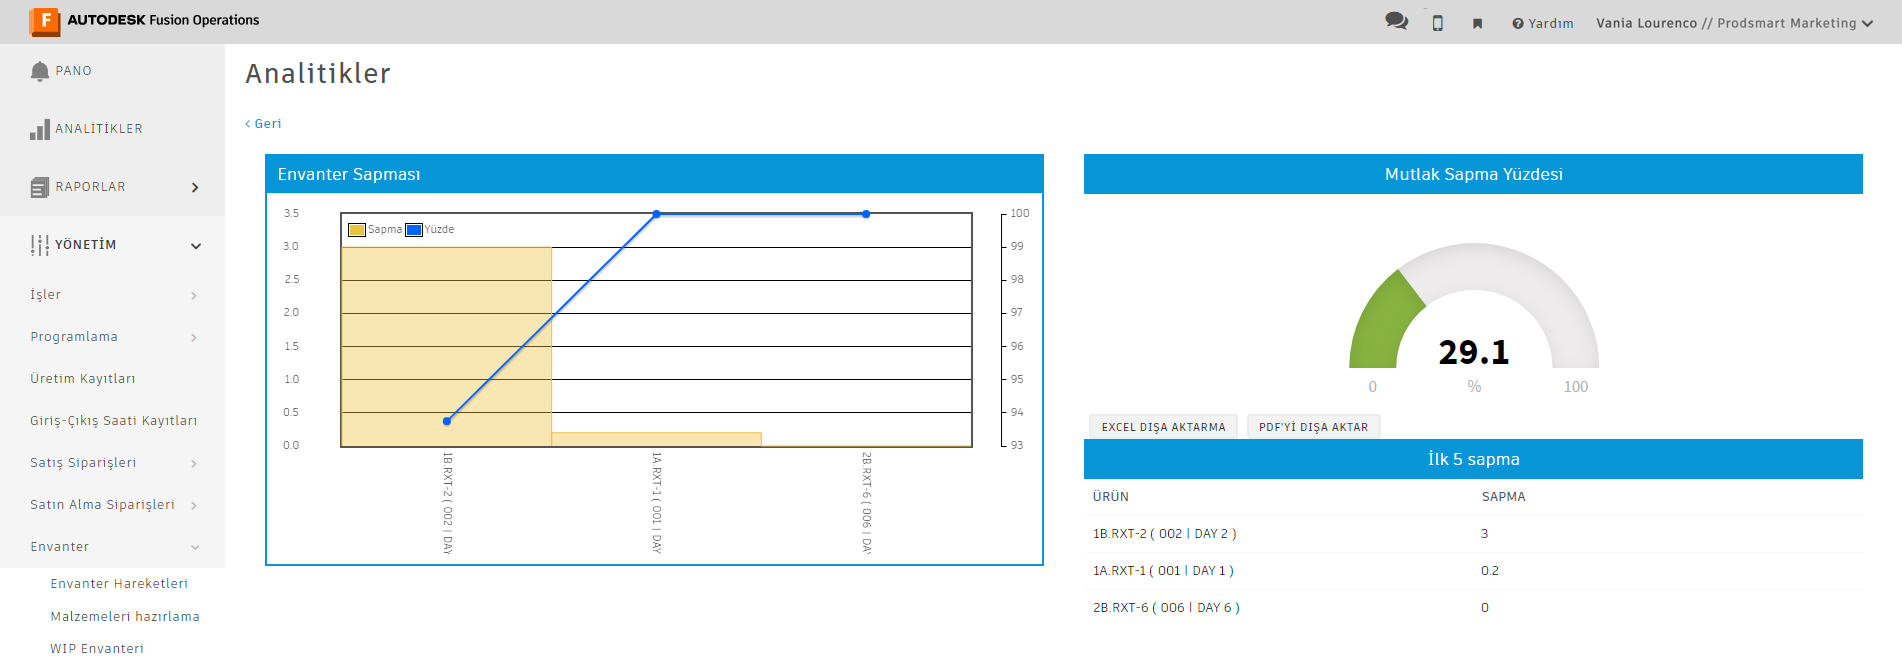 AUTODESK Fusion Operations
Yardım
Vania Lourenco // Prodsmart Marketing
PANO
ANALİTİKLER
RAPORLAR
YÖNETİM
İşler
Programlama
Üretim Kayıtları
Giriş-Çıkış Saati Kayıtları
Satış Siparişleri
Satın Alma Siparişleri
Envanter
Envanter Hareketleri
Malzemeleri hazırlama
WIP Envanteri
Analitikler
< Geri
Envanter Sapması
Sapma Yüzde
3.5
3.0
2.5
2.0
1.5
1.0
0.5
0.0
100
99
98
97
96
95
94
93
1B.RXT-2 ( 002 | DAY
1A.RXT-1 ( 001 | DAY
2B.RXT-6 ( 006 | DA
Mutlak Sapma Yüzdesi
29.1
0 % 100
EXCEL DIŞA AKTARMA PDF'Yİ DIŞA AKTAR
İlk 5 sapma
ÜRÜN SAPMA
1B.RXT-2 ( 002 | DAY 2 ) 3
1A.RXT-1 ( 001 | DAY 1 ) 0.2
2B.RXT-6 ( 006 | DAY 6 ) 0